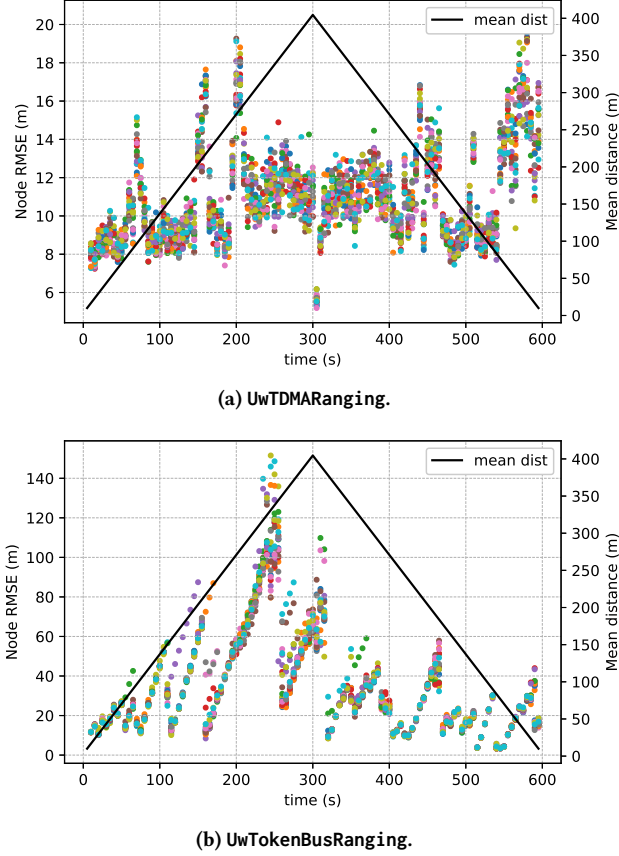 mean dist
20
18
16
14
12
10
8
6
Node RMSE (m)
400
350
300
250
200
150
100
50
0
Mean distance (m)
0 100 200 300 400 500 600
time (s)
(a) UwTDMARanging.
mean dist
140
120
100
80
60
40
20
0
Node RMSE (m)
400
350
300
250
200
150
100
50
0
Mean distance (m)
0 100 200 300 400 500 600
time (s)
(b) UwTokenBusRanging.